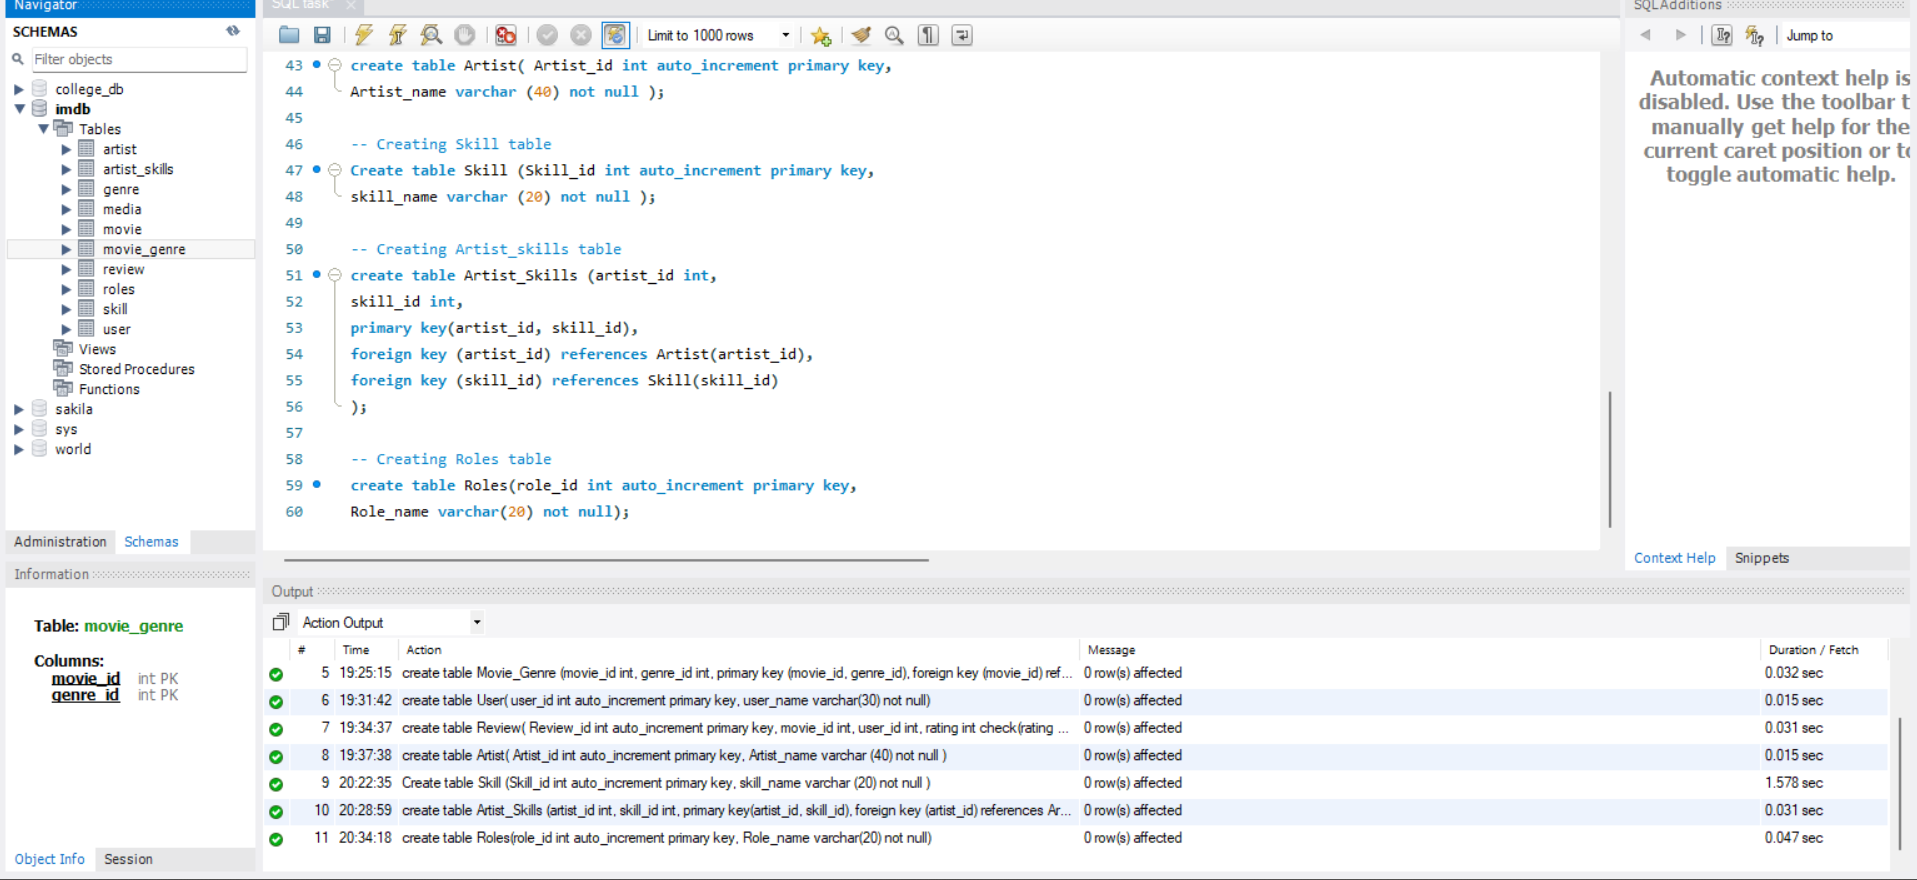 Navigator
SCHEMAS
Filter objects
college_db
imdb
Tables
artist
artist_skills
genre
media
movie
movie_genre
review
roles
skill
user
Views
Stored Procedures
Functions
sakila
sys
world
Administration Schemas
Information
Table: movie_genre
Columns:
movie_id int PK
genre_id int PK
Object Info Session
SQL task*
Limit to 1000 rows
43 create table Artist( Artist_id int auto_increment primary key,
44 Artist_name varchar (40) not null );
45
46 -- Creating Skill table
47 Create table Skill (Skill_id int auto_increment primary key,
48 skill_name varchar (20) not null );
49
50 -- Creating Artist_skills table
51 create table Artist_Skills (artist_id int,
52 skill_id int,
53 primary key(artist_id, skill_id),
54 foreign key (artist_id) references Artist(artist_id),
55 foreign key (skill_id) references Skill(skill_id)
56 );
57
58 -- Creating Roles table
59 create table Roles(role_id int auto_increment primary key,
60 Role_name varchar(20) not null);
SQLAdditions
Jump to
Automatic context help is
disabled. Use the toolbar t
manually get help for the
current caret position or to
toggle automatic help.
Context Help Snippets
Output
Action Output
# Time Action Message Duration / Fetch
5 19:25:15 create table Movie_Genre (movie_id int, genre_id int, primary key (movie_id, genre_id), foreign key (movie_id) ref... 0 row(s) affected 0.032 sec
6 19:31:42 create table User( user_id int auto_increment primary key, user_name varchar(30) not null) 0 row(s) affected 0.015 sec
7 19:34:37 create table Review( Review_id int auto_increment primary key, movie_id int, user_id int, rating int check(rating ... 0 row(s) affected 0.031 sec
8 19:37:38 create table Artist( Artist_id int auto_increment primary key, Artist_name varchar (40) not null ) 0 row(s) affected 0.015 sec
9 20:22:35 Create table Skill (Skill_id int auto_increment primary key, skill_name varchar (20) not null ) 0 row(s) affected 1.578 sec
10 20:28:59 create table Artist_Skills (artist_id int, skill_id int, primary key(artist_id, skill_id), foreign key (artist_id) references Ar... 0 row(s) affected 0.031 sec
11 20:34:18 create table Roles(role_id int auto_increment primary key, Role_name varchar(20) not null) 0 row(s) affected 0.047 sec